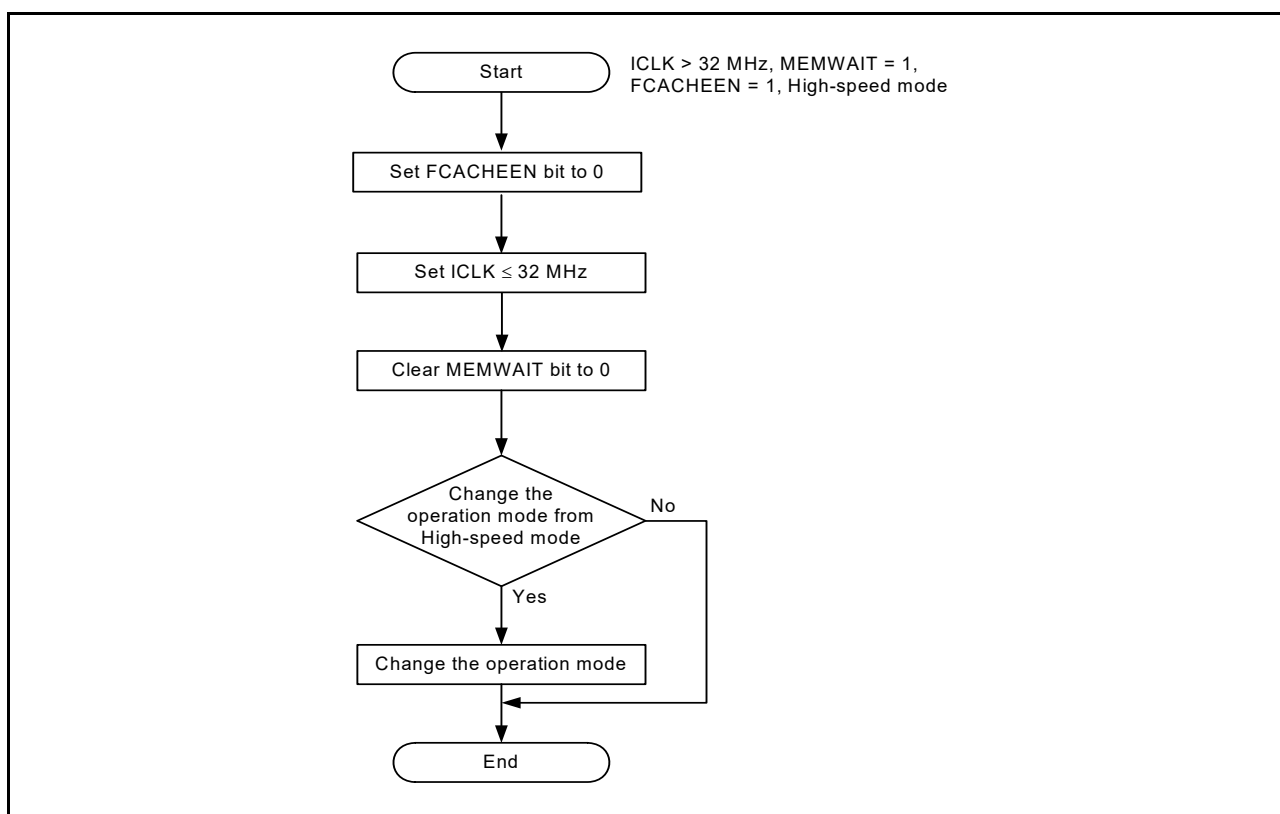 Start
ICLK > 32 MHz, MEMWAIT = 1,
FCACHEEN = 1, High-speed mode
Set FCACHEEN bit to 0
Set ICLK ≤ 32 MHz
Clear MEMWAIT bit to 0
Change the
operation mode from
High-speed mode
No
Yes
Change the operation mode
End